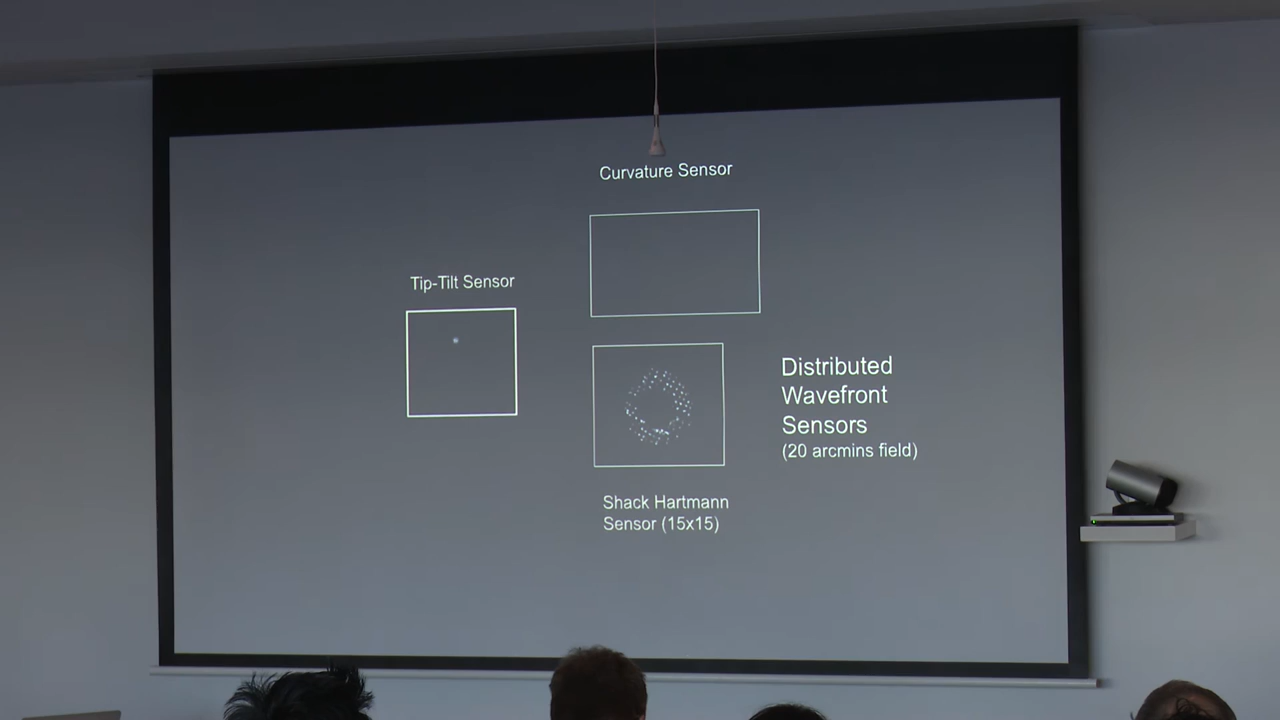 Curvature Sensor
Tip-Tilt Sensor
Distributed
Wavefront
Sensors
(20 arcmins field)
Shack Hartmann
Sensor (15x15)